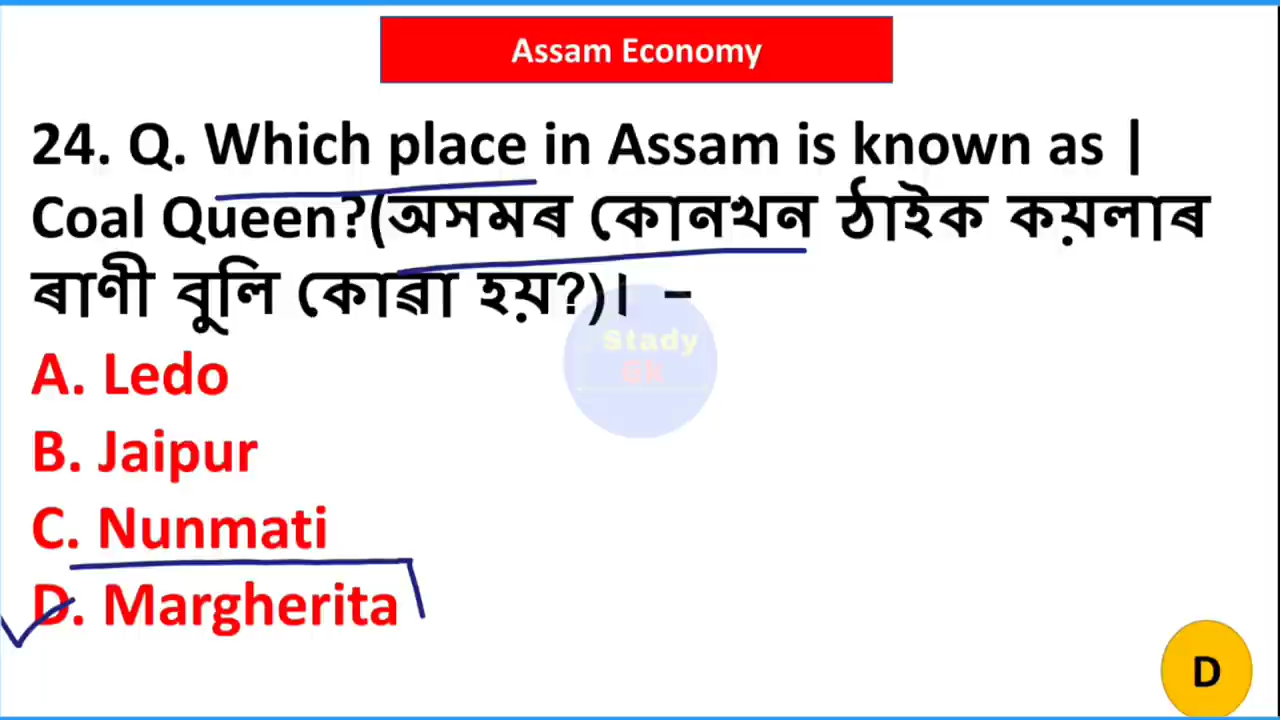 Assam Economy
24. Q. Which place in Assam is known as |
Coal Queen?(অসমৰ কোনখন ঠাইক কয়লাৰ
ৰাণী বুলি কোৱা হয়?)। –
Stady
A. Ledo
B. Jaipur
C. Nunmati
D. Margherita
D